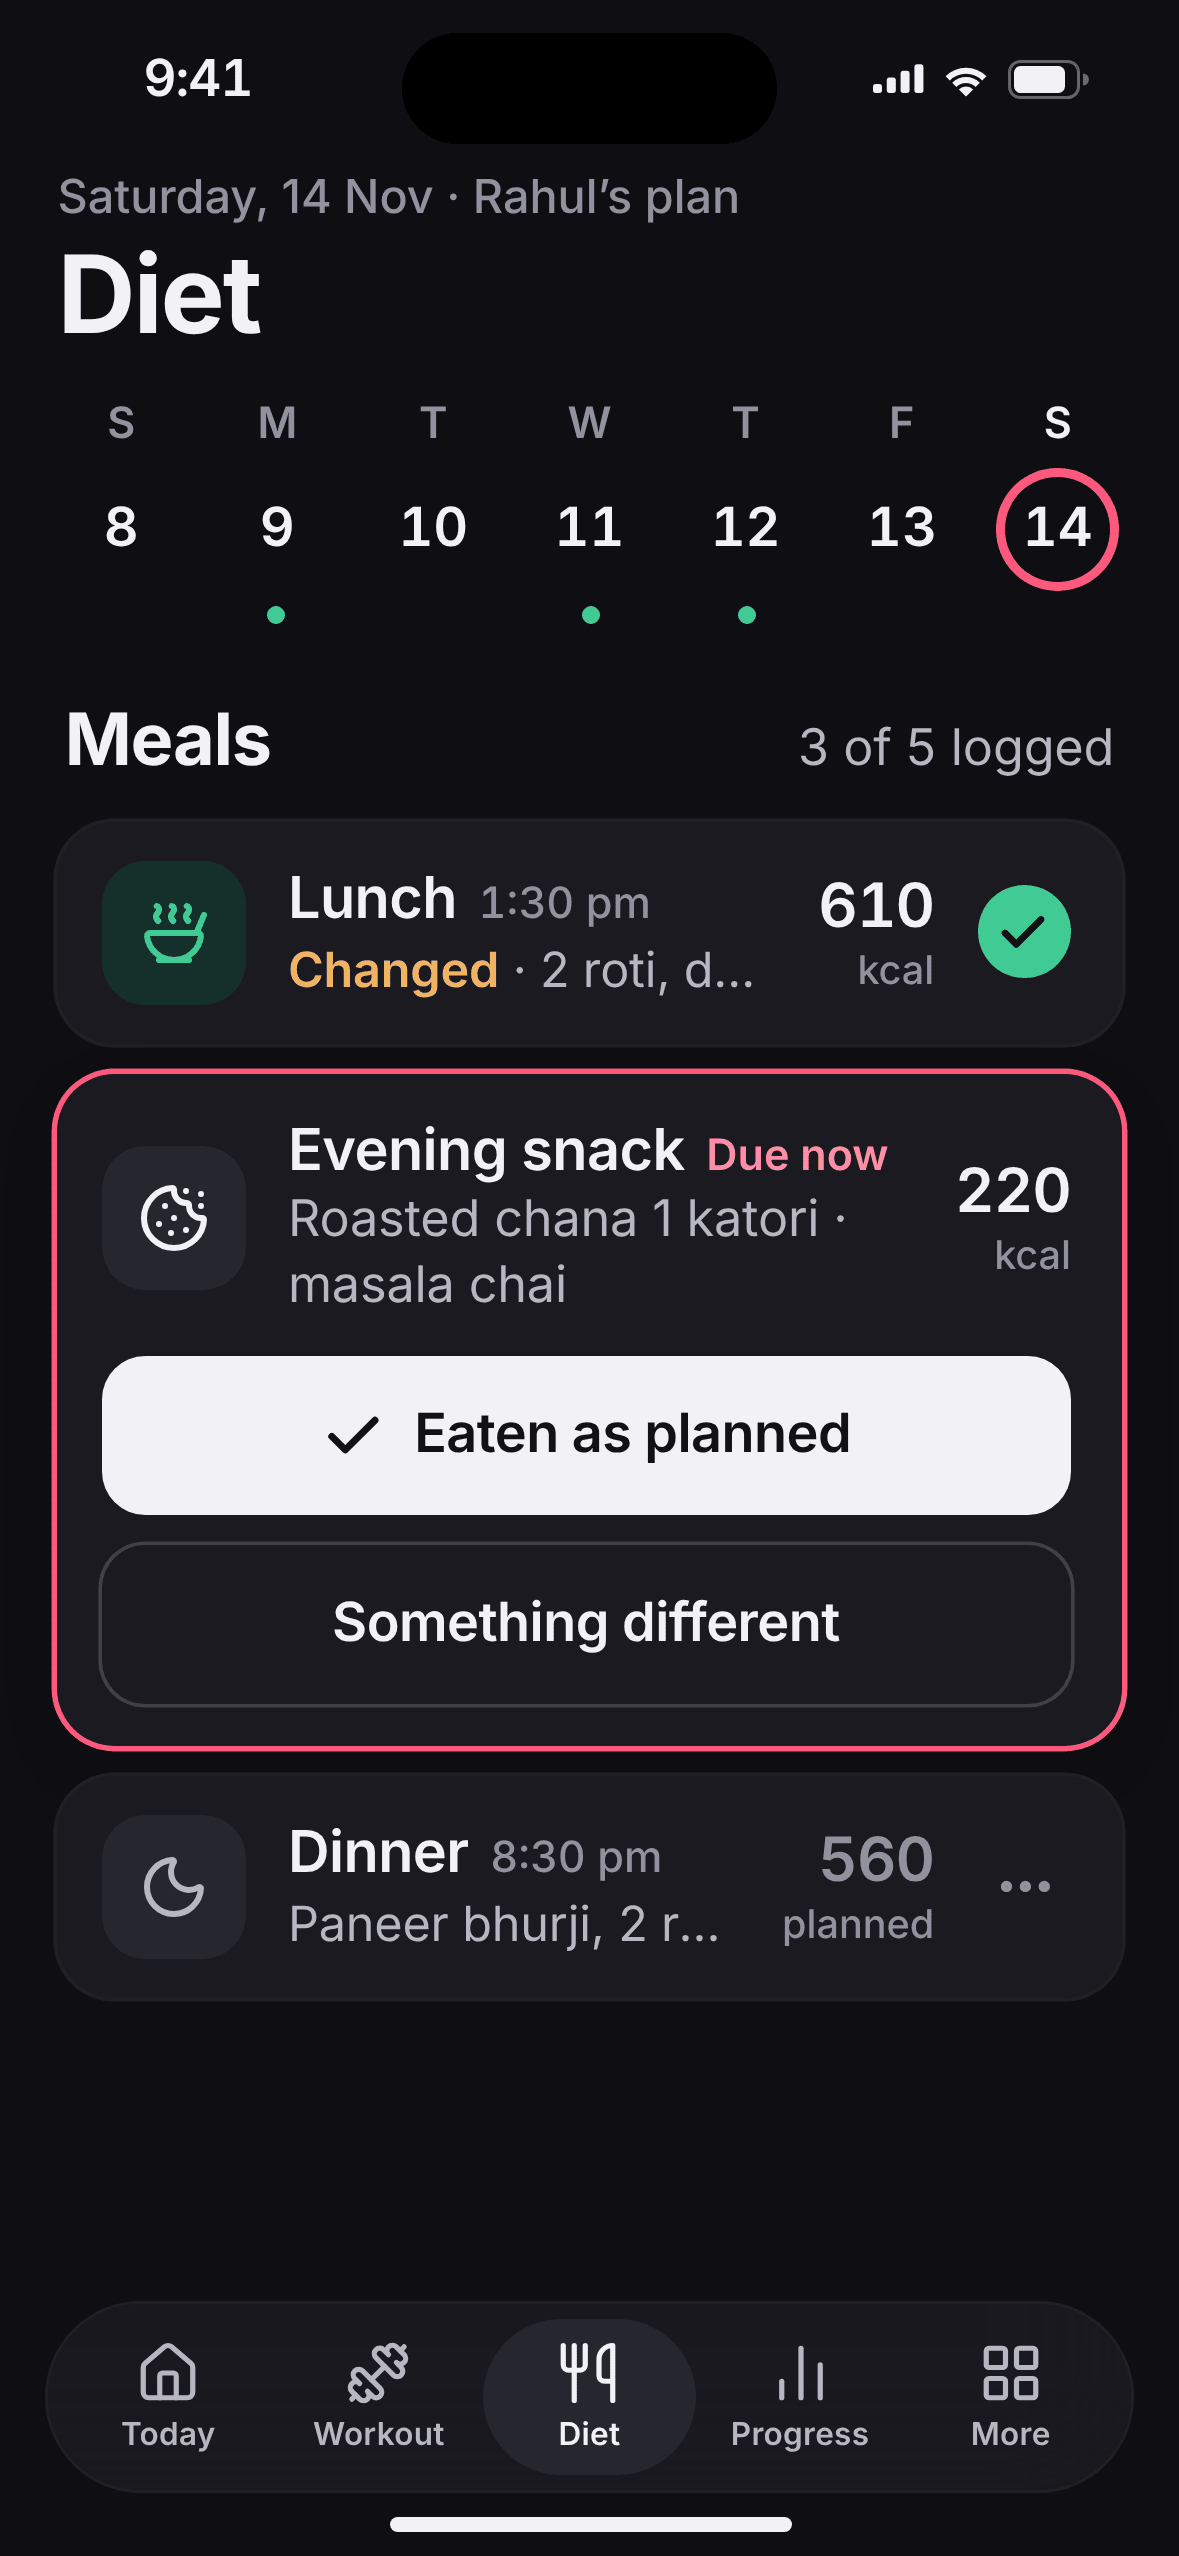 9:41
Saturday, 14 Nov · Rahul’s plan
Diet
S M T W T F S
8 9 10 11 12 13 14
Meals 3 of 5 logged
Lunch 1:30 pm 610
Changed · 2 roti, d... kcal
Evening snack Due now 220
Roasted chana 1 katori · kcal
masala chai
Eaten as planned
Something different
Dinner 8:30 pm 560
Paneer bhurji, 2 r... planned
Today Workout Diet Progress More